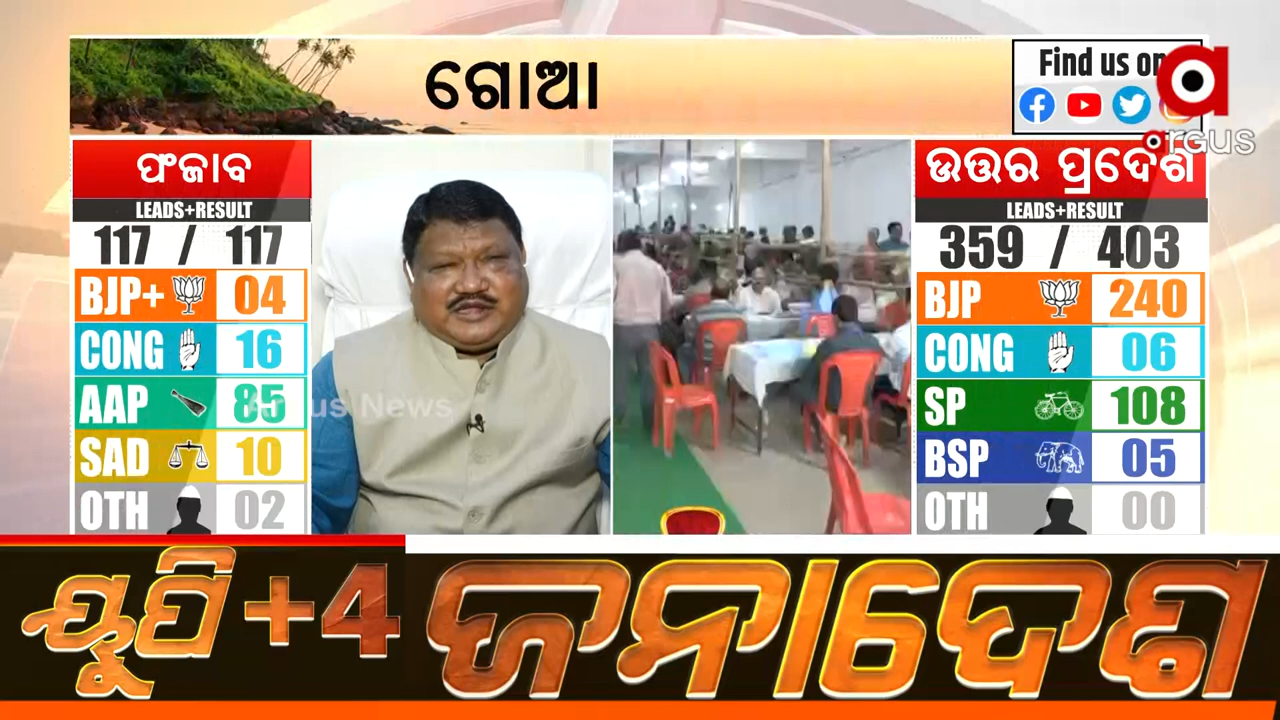 ଗୋଆ
Find us on
argus
ପଂଜାବ
LEADS+RESULT
117 / 117
BJP+ 04
CONG 16
AAP 85
SAD 10
OTH 02
Argus News
ଉତ୍ତର ପ୍ରଦେଶ
LEADS+RESULT
359 / 403
BJP 240
CONG 06
SP 108
BSP 05
OTH 00
ୟୁପି +4 ଜନାଦେଶ